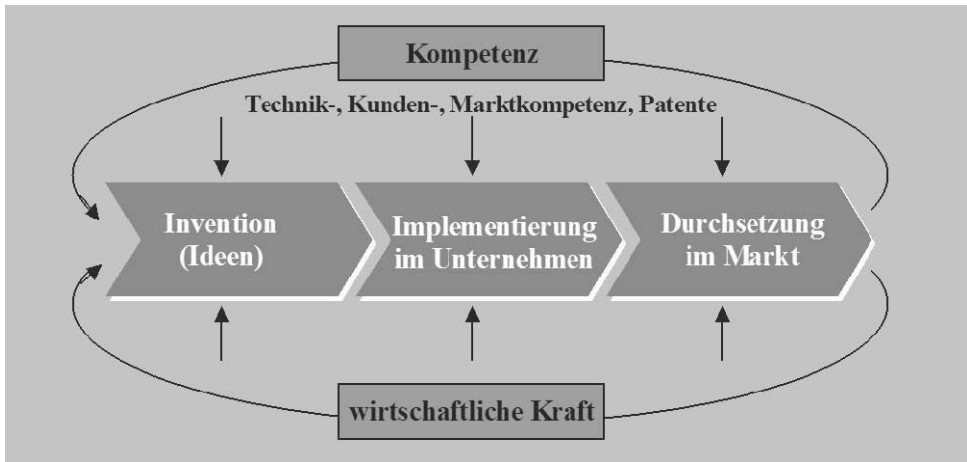 Kompetenz
Technik-, Kunden-, Marktkompetenz, Patente
Invention
(Ideen)
Implementierung
im Unternehmen
Durchsetzung
im Markt
wirtschaftliche Kraft